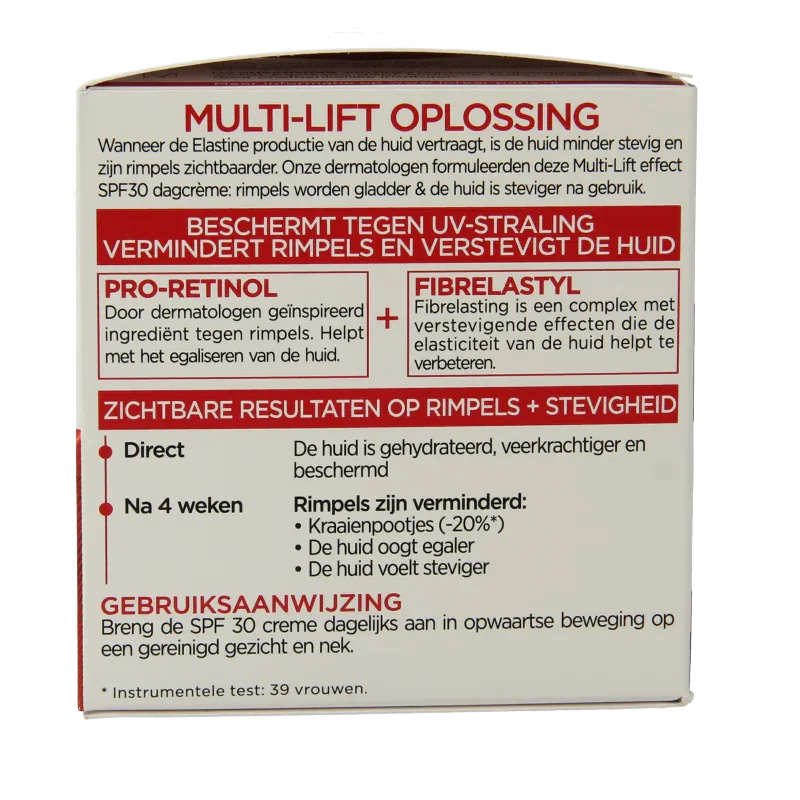 MULTI-LIFT OPLOSSING
Wanneer de Elastine productie van de huid vertraagt, is de huid minder stevig en
zijn rimpels zichtbaarder. Onze dermatologen formuleerden deze Multi-Lift effect
SPF30 dagcrème: rimpels worden gladder & de huid is steviger na gebruik.
BESCHERMT TEGEN UV-STRALING
VERMINDERT RIMPELS EN VERSTEVIGT DE HUID
PRO-RETINOL
Door dermatologen geïnspireerd
ingrediënt tegen rimpels. Helpt
met het egaliseren van de huid.
+
FIBRELASTYL
Fibrelasting is een complex met
verstevigende effecten die de
elasticiteit van de huid helpt te
verbeteren.
ZICHTBARE RESULTATEN OP RIMPELS + STEVIGHEID
Direct
De huid is gehydrateerd, veerkrachtiger en
beschermd
Na 4 weken
Rimpels zijn verminderd:
• Kraaienpootjes (-20%*)
• De huid oogt egaler
• De huid voelt steviger
GEBRUIKSAANWIJZING
Breng de SPF 30 creme dagelijks aan in opwaartse beweging op
een gereinigd gezicht en nek.
* Instrumentele test: 39 vrouwen.